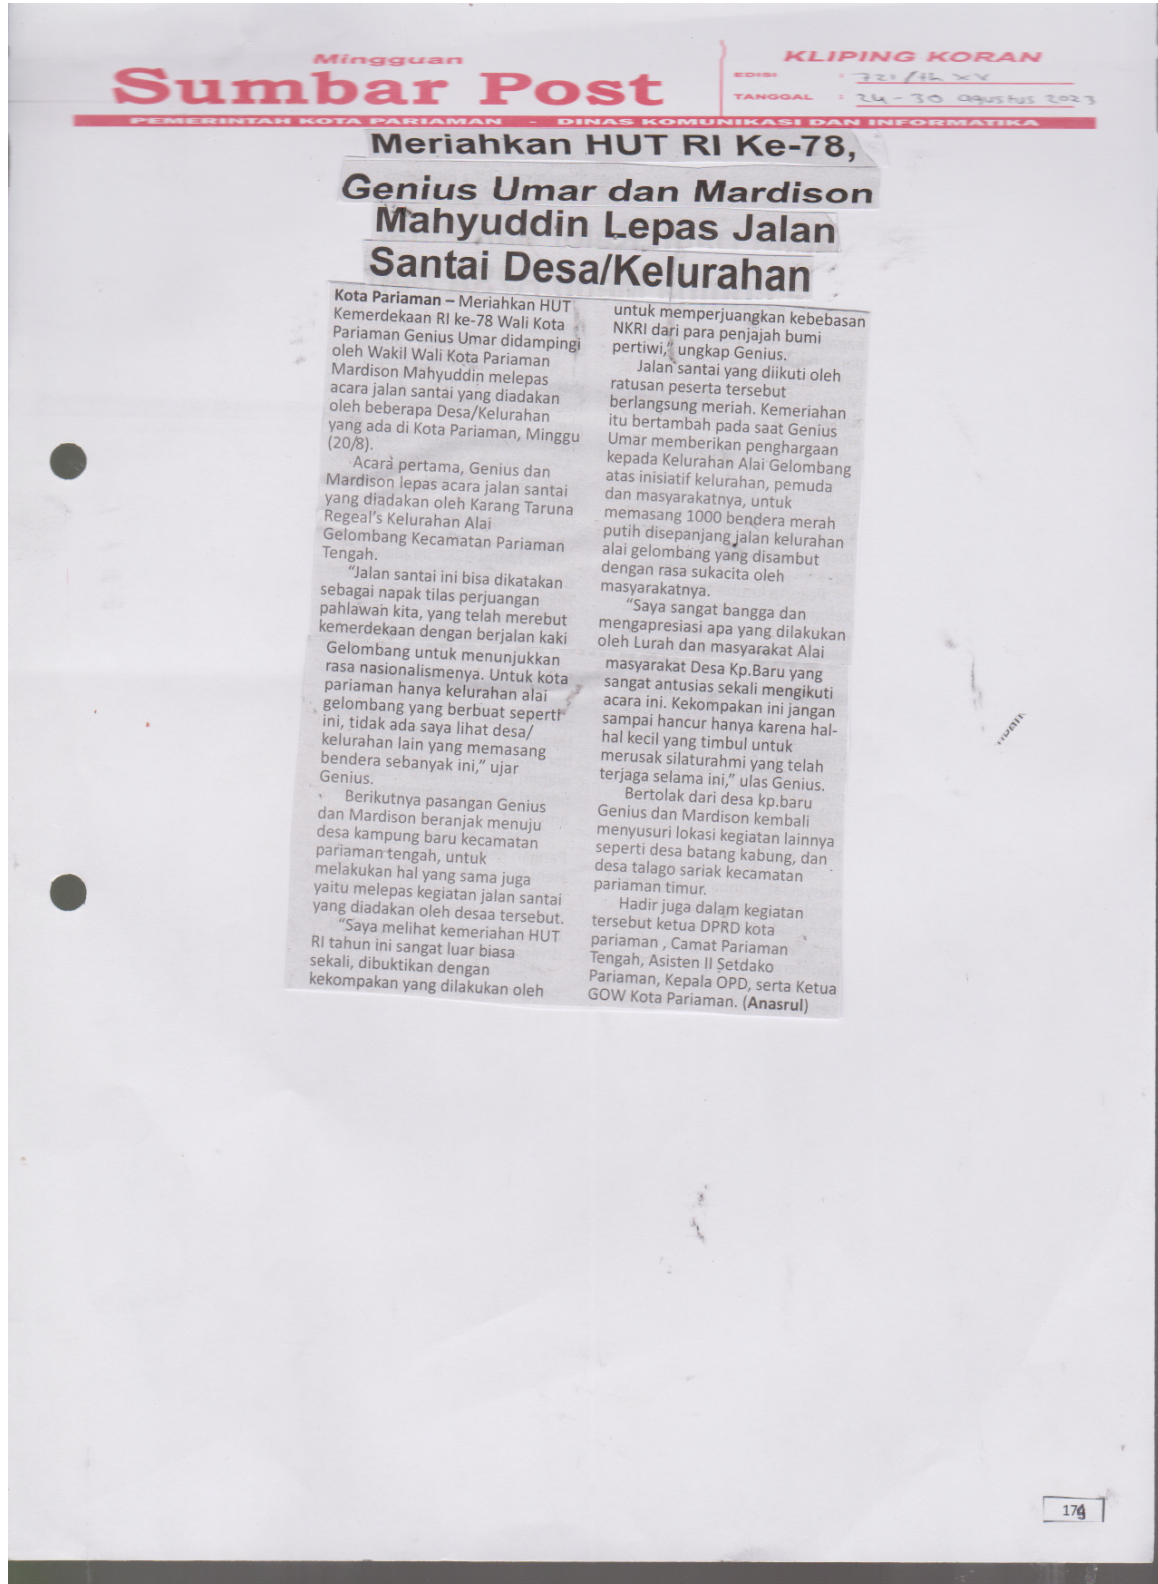 Mingguan
Sumbar Post
KLIPING KORAN
EDISI : 721/th XV
TANGGAL : 24-30 agustus 2023
PEMERINTAH KOTA PARIAMAN - DINAS KOMUNIKASI DAN INFORMATIKA
Meriahkan HUT RI Ke-78,
Genius Umar dan Mardison
Mahyuddin Lepas Jalan
Santai Desa/Kelurahan
Kota Pariaman – Meriahkan HUT
Kemerdekaan RI ke-78 Wali Kota
Pariaman Genius Umar didampingi
oleh Wakil Wali Kota Pariaman
Mardison Mahyuddin melepas
acara jalan santai yang diadakan
oleh beberapa Desa/Kelurahan
yang ada di Kota Pariaman, Minggu
(20/8).
Acara pertama, Genius dan
Mardison lepas acara jalan santai
yang diadakan oleh Karang Taruna
Regeal's Kelurahan Alai
Gelombang Kecamatan Pariaman
Tengah.
“Jalan santai ini bisa dikatakan
sebagai napak tilas perjuangan
pahlawan kita, yang telah merebut
kemerdekaan dengan berjalan kaki
untuk memperjuangkan kebebasan
NKRI dari para penjajah bumi
pertiwi,” ungkap Genius.
Jalan santai yang diikuti oleh
ratusan peserta tersebut
berlangsung meriah. Kemeriahan
itu bertambah pada saat Genius
Umar memberikan penghargaan
kepada Kelurahan Alai Gelombang
atas inisiatif kelurahan, pemuda
dan masyarakatnya, untuk
memasang 1000 bendera merah
putih disepanjang jalan kelurahan
alai gelombang yang disambut
dengan rasa sukacita oleh
masyarakatnya.
“Saya sangat bangga dan
mengapresiasi apa yang dilakukan
oleh Lurah dan masyarakat Alai
Gelombang untuk menunjukkan
rasa nasionalismenya. Untuk kota
pariaman hanya kelurahan alai
gelombang yang berbuat seperti
ini, tidak ada saya lihat desa/
kelurahan lain yang memasang
bendera sebanyak ini,” ujar
Genius.
Berikutnya pasangan Genius
dan Mardison beranjak menuju
desa kampung baru kecamatan
pariaman tengah, untuk
melakukan hal yang sama juga
yaitu melepas kegiatan jalan santai
yang diadakan oleh desaa tersebut.
“Saya melihat kemeriahan HUT
RI tahun ini sangat luar biasa
sekali, dibuktikan dengan
kekompakan yang dilakukan oleh
masyarakat Desa Kp.Baru yang
sangat antusias sekali mengikuti
acara ini. Kekompakan ini jangan
sampai hancur hanya karena hal-
hal kecil yang timbul untuk
merusak silaturahmi yang telah
terjaga selama ini,” ulas Genius.
Bertolak dari desa kp.baru
Genius dan Mardison kembali
menyusuri lokasi kegiatan lainnya
seperti desa batang kabung, dan
desa talago sariak kecamatan
pariaman timur.
Hadir juga dalam kegiatan
tersebut ketua DPRD kota
pariaman , Camat Pariaman
Tengah, Asisten II Setdako
Pariaman, Kepala OPD, serta Ketua
GOW Kota Pariaman. (Anasrul)